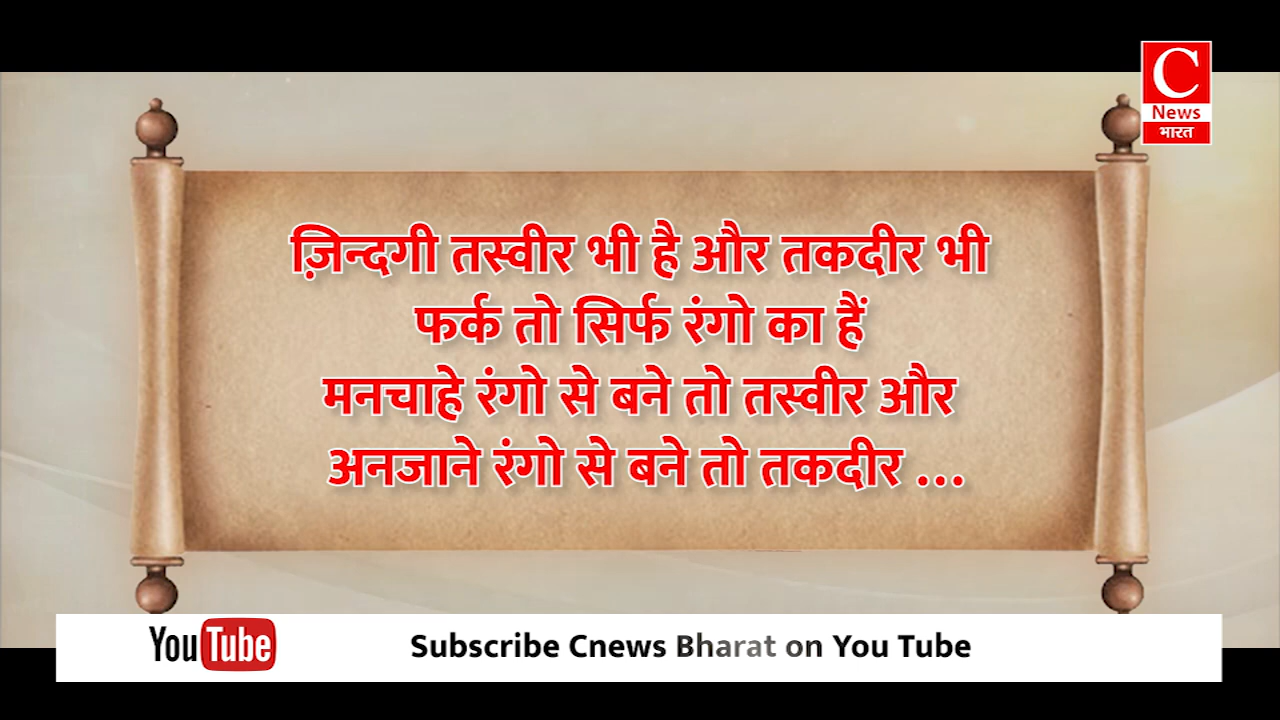 C
News
भारत
ज़िन्दगी तस्वीर भी है और तकदीर भी
फर्क तो सिर्फ रंगो का हैं
मनचाहे रंगो से बने तो तस्वीर और
अनजाने रंगो से बने तो तकदीर ...
YouTube
Subscribe Cnews Bharat on You Tube